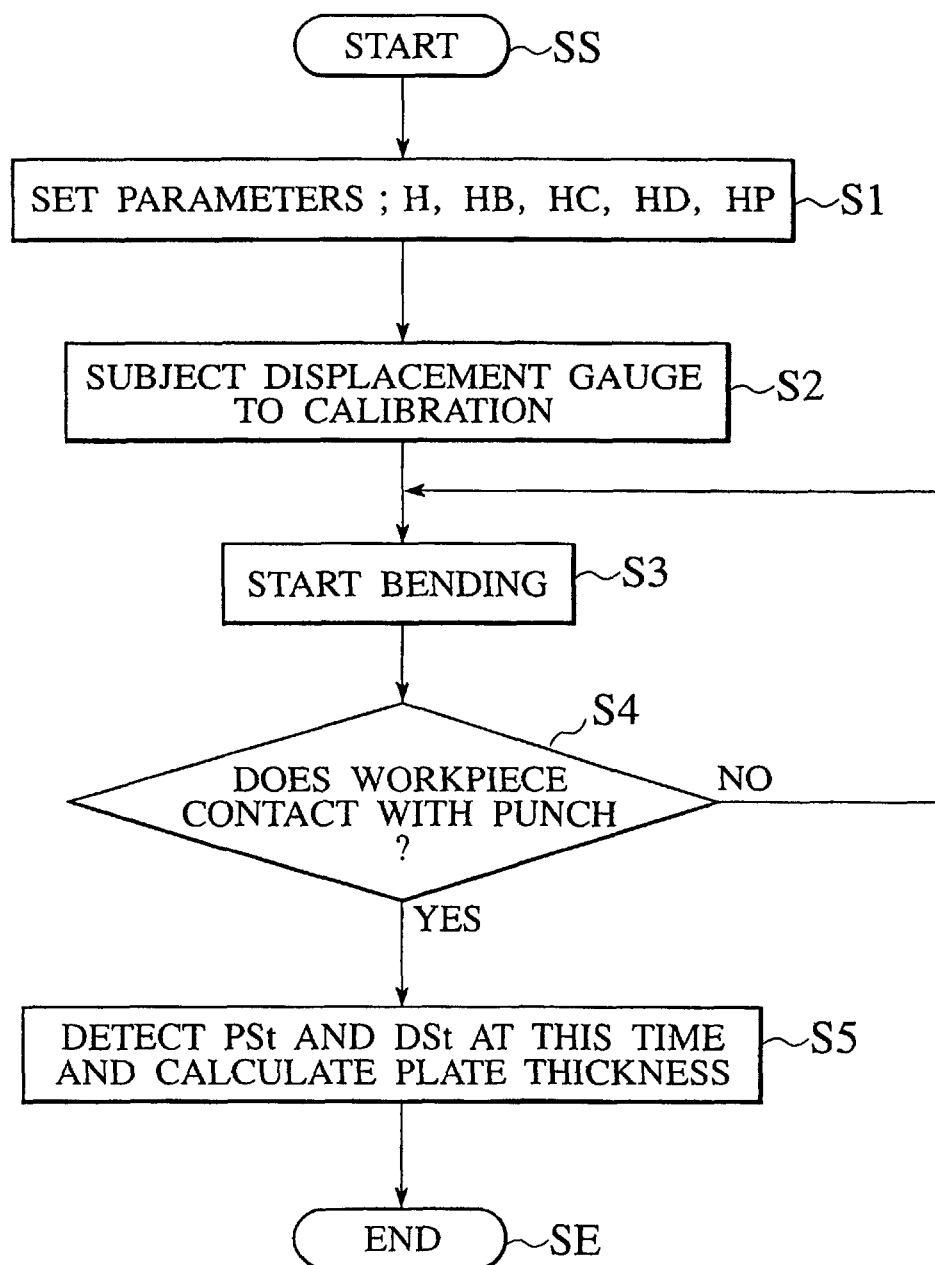 START
SS
SET PARAMETERS ; H, HB, HC, HD, HP
S1
SUBJECT DISPLACEMENT GAUGE
TO CALIBRATION
S2
START BENDING
S3
S4
DOES WORKPIECE
CONTACT WITH PUNCH
?
NO
YES
DETECT PSt AND DSt AT THIS TIME
AND CALCULATE PLATE THICKNESS
S5
END
SE